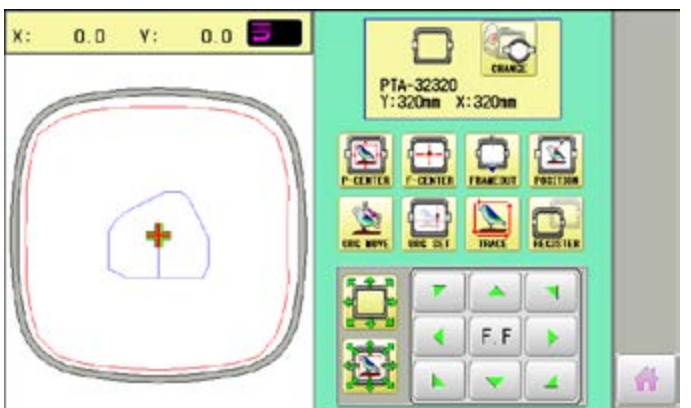 X: 0.0 Y: 0.0
CHANGE
PTA-32320
Y:320mm X:320mm
P-CENTER F-CENTER FRAMEOUT POSITION
ORG MOVE ORG SET TRACE REGISTER
F.F